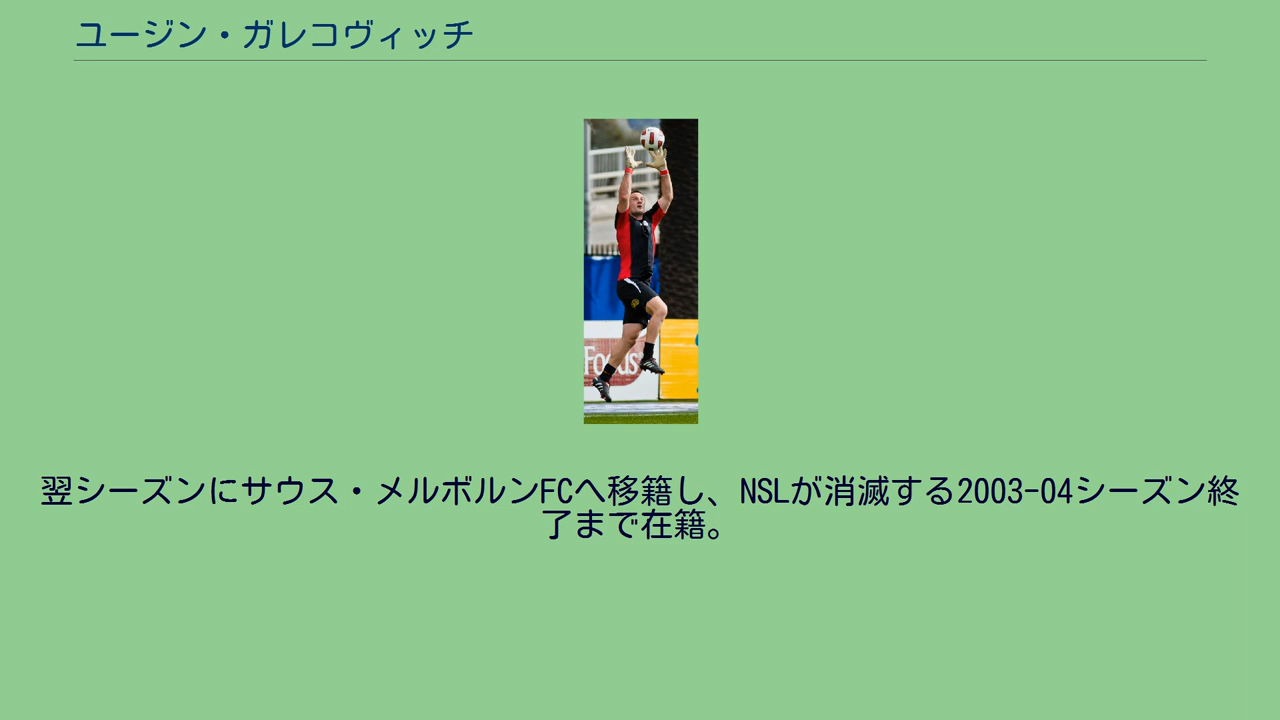 ユージン・ガレコヴィッチ
Focus
翌シーズンにサウス・メルボルンFCへ移籍し、NSLが消滅する2003-04シーズン終
了まで在籍。